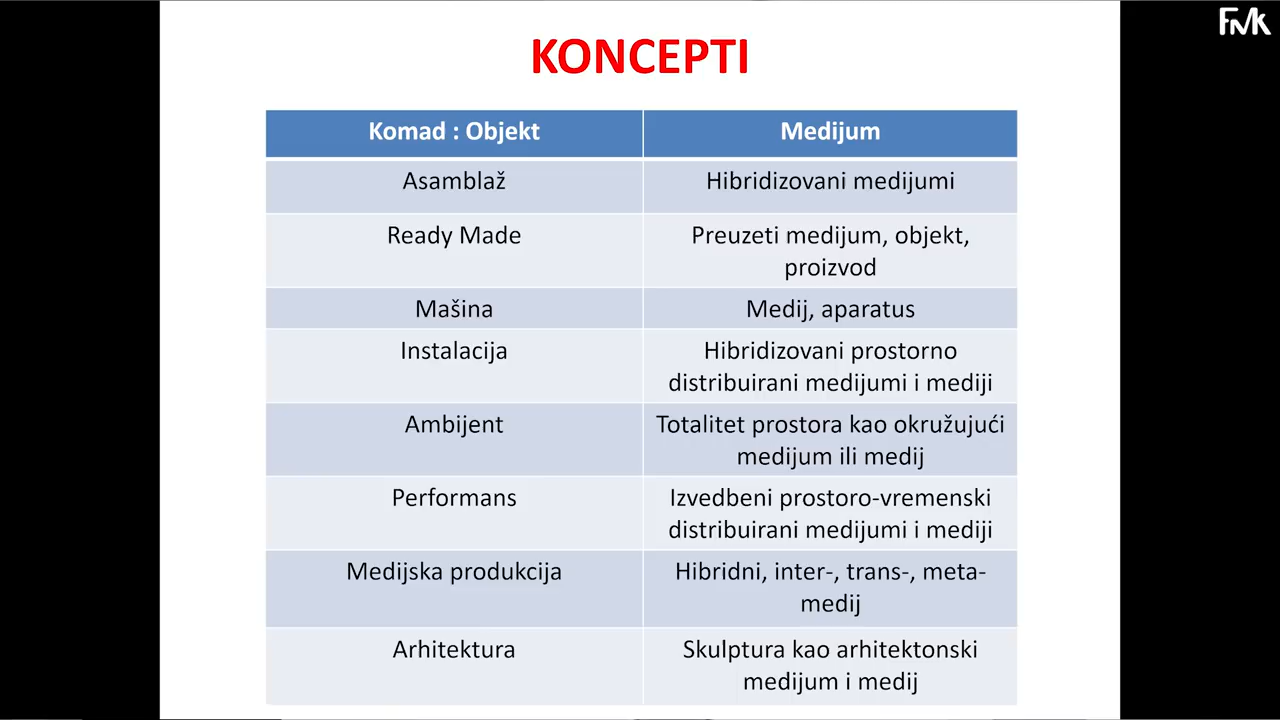 FMk
KONCEPTI
Komad : Objekt Medijum
Asamblaž Hibridizovani medijumi
Ready Made Preuzeti medijum, objekt,
proizvod
Mašina Medij, aparatus
Instalacija Hibridizovani prostorno
distribuirani medijumi i mediji
Ambijent Totalitet prostora kao okružujući
medijum ili medij
Performans Izvedbeni prostoro-vremenski
distribuirani medijumi i mediji
Medijska produkcija Hibridni, inter-, trans-, meta-
medij
Arhitektura Skulptura kao arhitektonski
medijum i medij